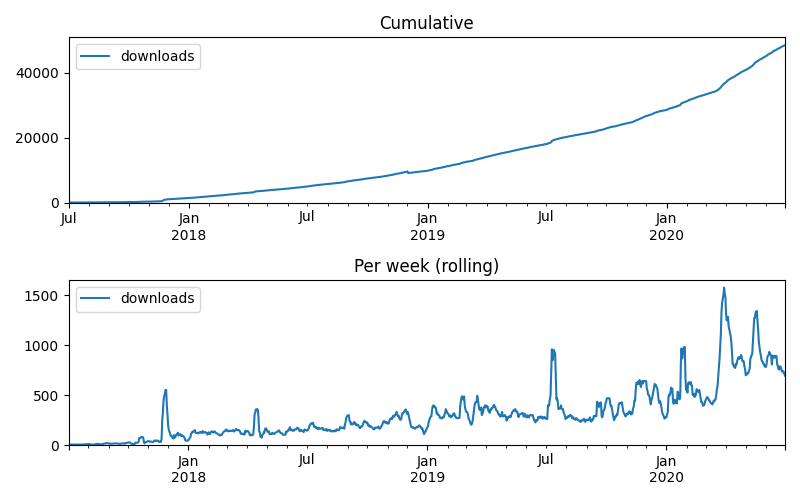 Cumulative
downloads
40000
20000
0
Jul Jan Jul Jan Jul Jan
2018 2019 2020
Per week (rolling)
downloads
1500
1000
500
0
Jan Jul Jan Jul Jan
2018 2019 2020